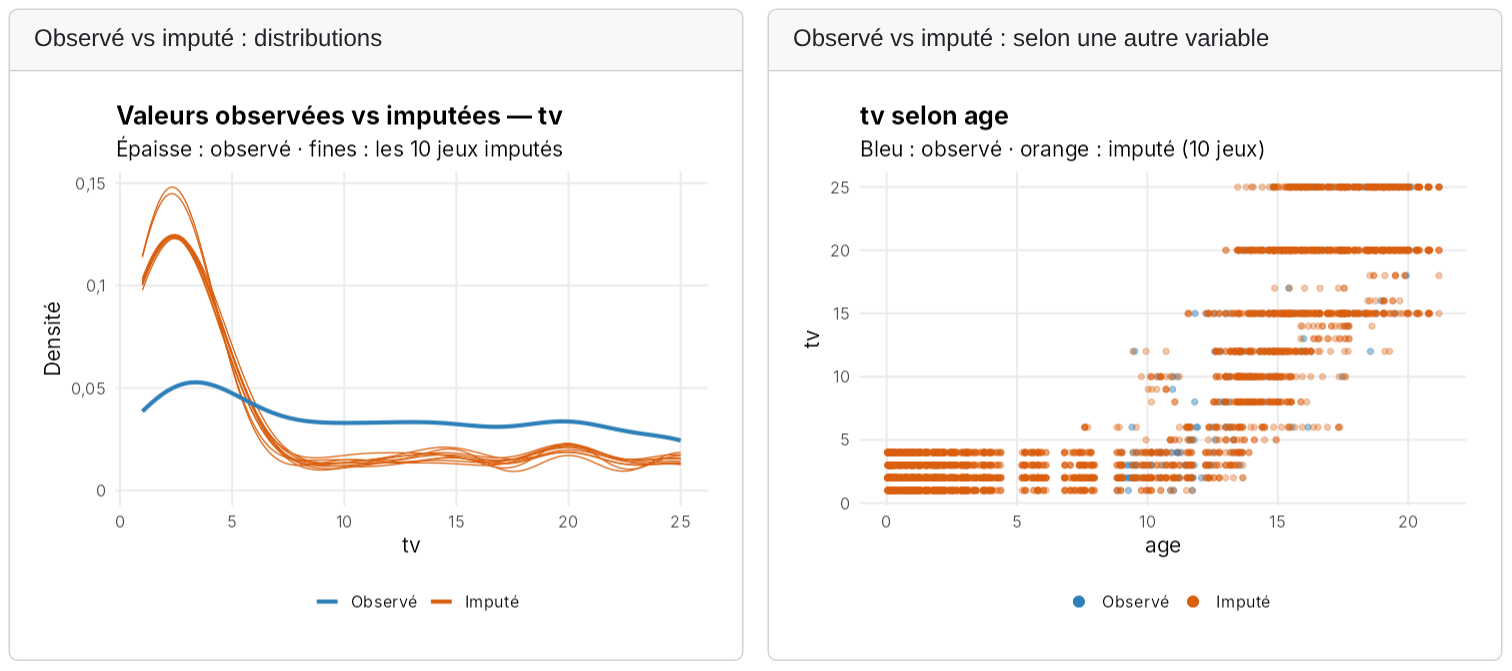 Observé vs imputé : distributions
Valeurs observées vs imputées — tv
Épaisse : observé · fines : les 10 jeux imputés
0,15
0,1
0,05
0
Densité
0
5
10
15
20
25
tv
Observé
Imputé
Observé vs imputé : selon une autre variable
tv selon age
Bleu : observé · orange : imputé (10 jeux)
25
20
15
10
5
0
tv
0
5
10
15
20
age
Observé
Imputé